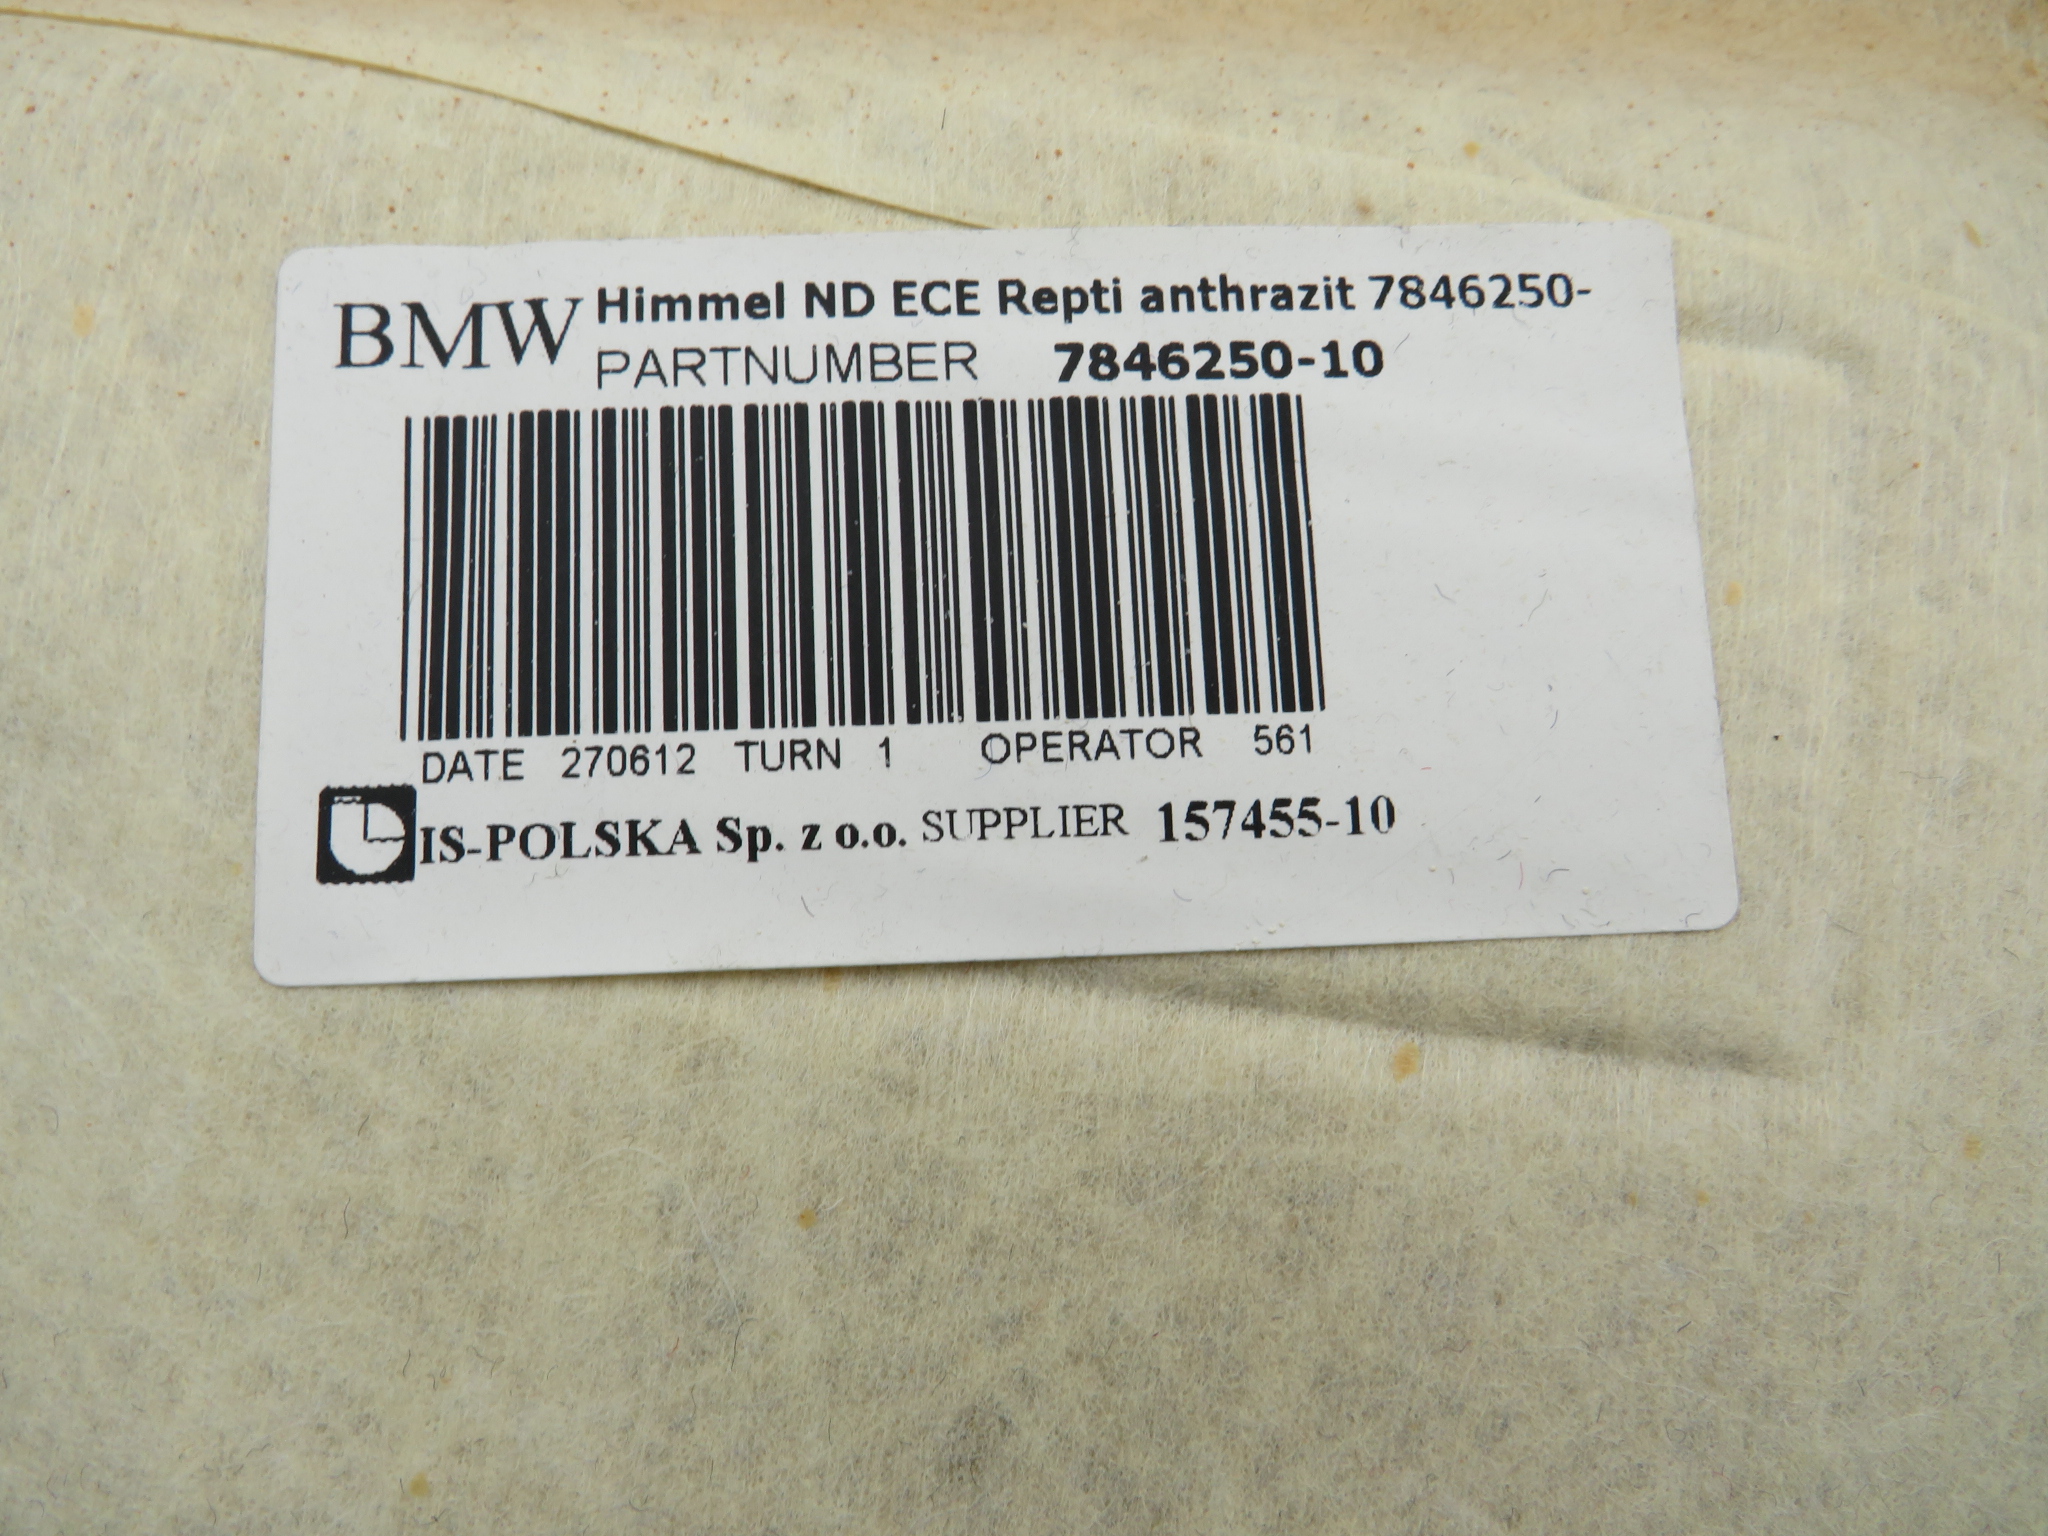 BMW Himmel ND ECE Repti anthrazit 7846250-
PARTNUMBER 7846250-10
DATE 270612 TURN 1 OPERATOR 561
IS-POLSKA Sp. z o.o. SUPPLIER 157455-10